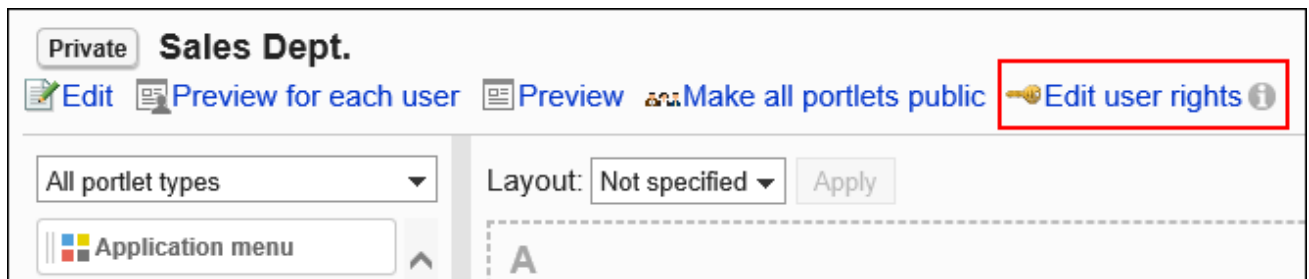 Private Sales Dept.
Edit Preview for each user Preview Make all portlets public Edit user rights
All portlet types Layout: Not specified Apply
Application menu A